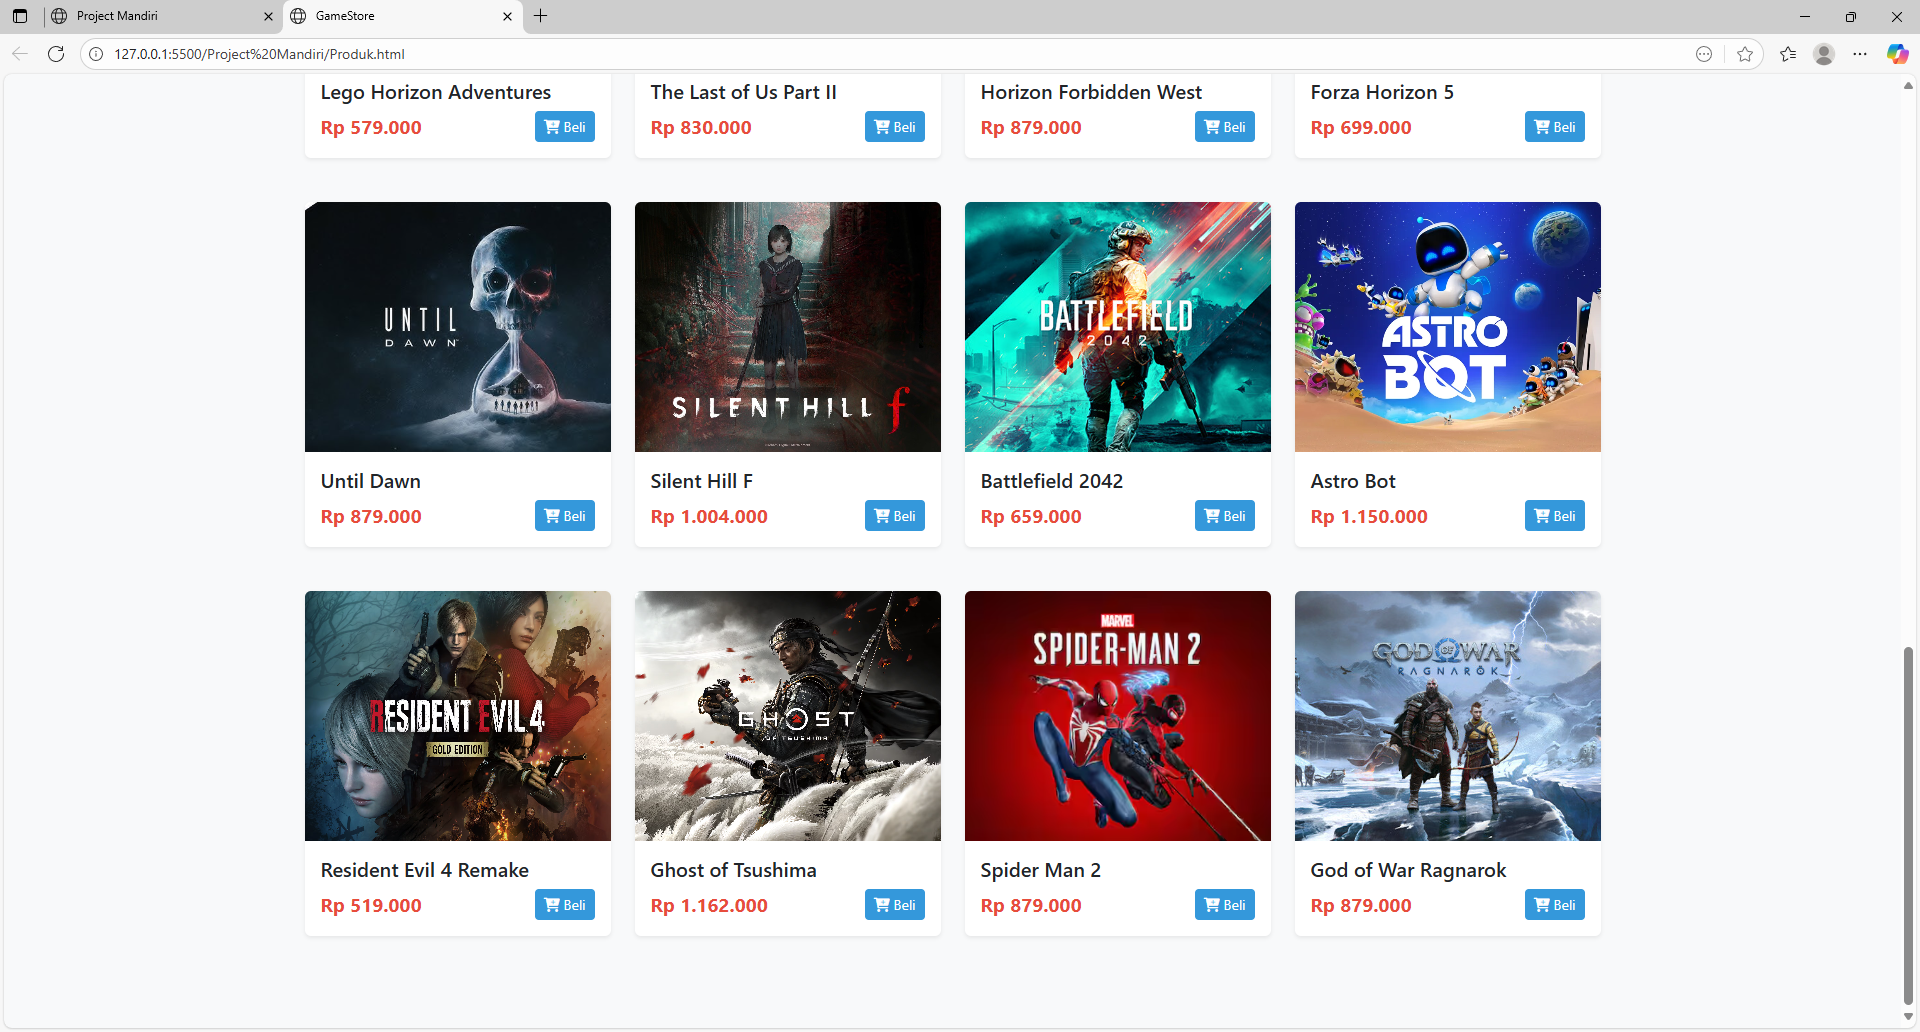 Project Mandiri
GameStore
127.0.0.1:5500/Project%20Mandiri/Produk.html
Lego Horizon Adventures
Rp 579.000
Beli
The Last of Us Part II
Rp 830.000
Beli
Horizon Forbidden West
Rp 879.000
Beli
Forza Horizon 5
Rp 699.000
Beli
UNTIL
DAWN
Until Dawn
Rp 879.000
Beli
SILENT HILL f
Silent Hill F
Rp 1.004.000
Beli
BATTLEFIELD
2042
Battlefield 2042
Rp 659.000
Beli
ASTRO
BOT
Astro Bot
Rp 1.150.000
Beli
RESIDENT EVIL 4
GOLD EDITION
Resident Evil 4 Remake
Rp 519.000
Beli
GHOST
OF TSUSHIMA
Ghost of Tsushima
Rp 1.162.000
Beli
MARVEL
SPIDER-MAN 2
Spider Man 2
Rp 879.000
Beli
GOD OF WAR
RAGNARÖK
God of War Ragnarok
Rp 879.000
Beli